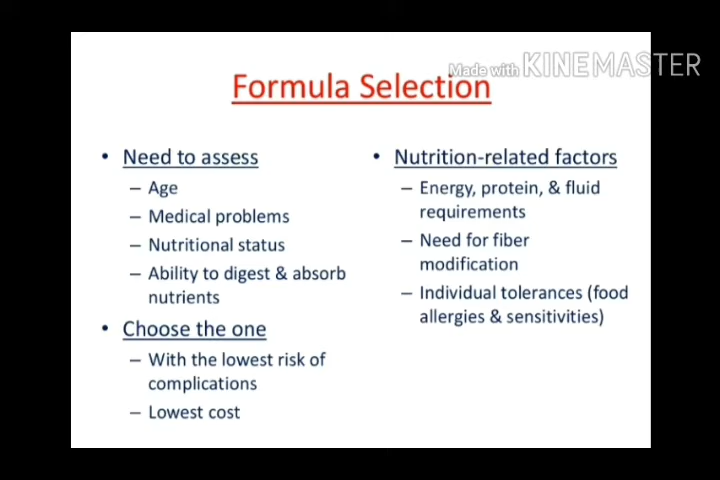 Made with KINEMASTER
Formula Selection
• Need to assess
– Age
– Medical problems
– Nutritional status
– Ability to digest & absorb
nutrients
• Choose the one
– With the lowest risk of
complications
– Lowest cost
• Nutrition-related factors
– Energy, protein, & fluid
requirements
– Need for fiber
modification
– Individual tolerances (food
allergies & sensitivities)